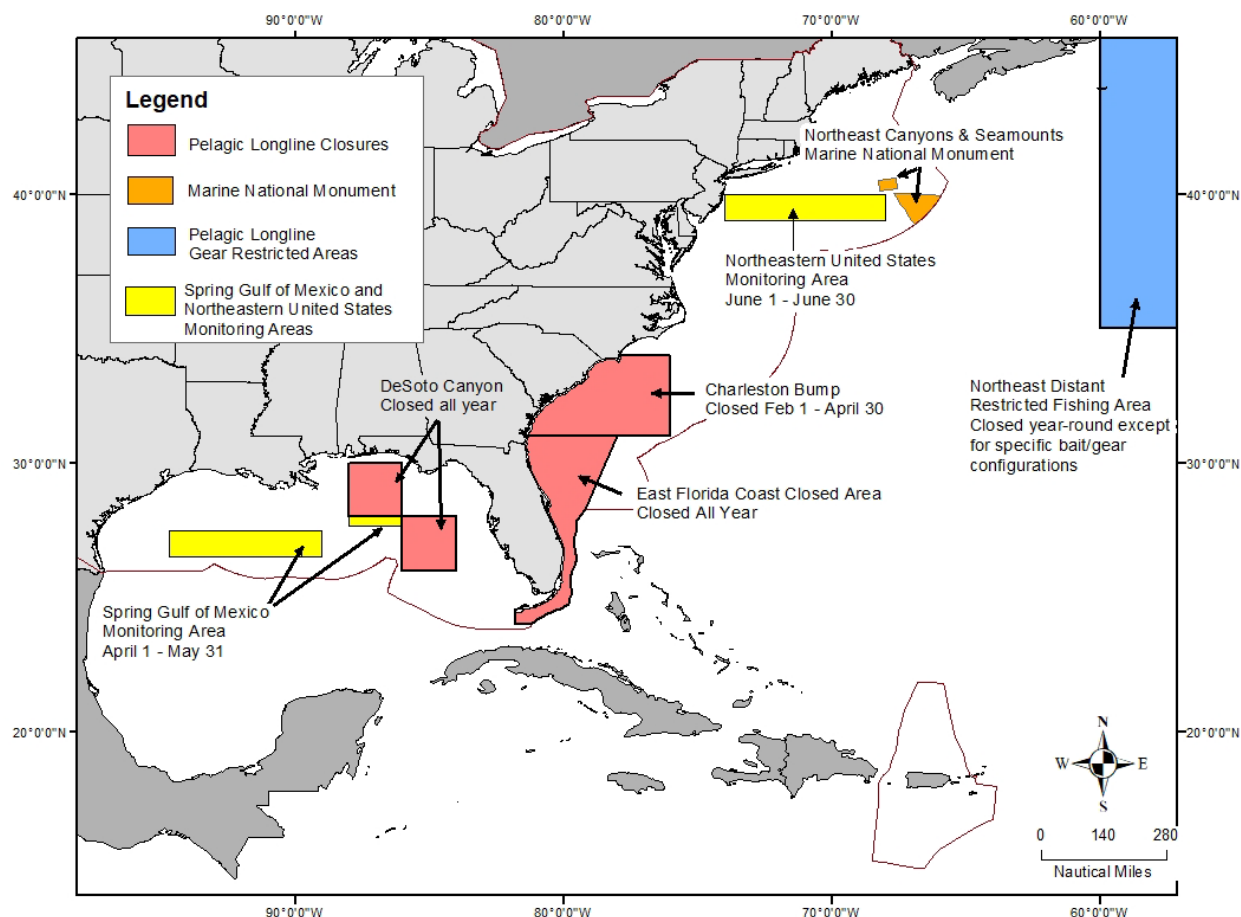 90°0'0"W
80°0'0"W
70°0'0"W
60°0'0"W
Legend
Pelagic Longline Closures
Marine National Monument
Pelagic Longline
Gear Restricted Areas
Spring Gulf of Mexico and
Northeastern United States
Monitoring Areas
Northeast Canyons & Seamounts
Marine National Monument
40°0'0"N
40°0'0"N
Northeastern United States
Monitoring Area
June 1 - June 30
DeSoto Canyon
Closed all year
Charleston Bump
Closed Feb 1 - April 30
Northeast Distant
Restricted Fishing Area
Closed year-round except
for specific bait/gear
configurations
30°0'0"N
30°0'0"N
East Florida Coast Closed Area
Closed All Year
Spring Gulf of Mexico
Monitoring Area
April 1 - May 31
20°0'0"N
20°0'0"N
N
W
E
S
0
140
280
Nautical Miles
90°0'0"W
80°0'0"W
70°0'0"W
60°0'0"W